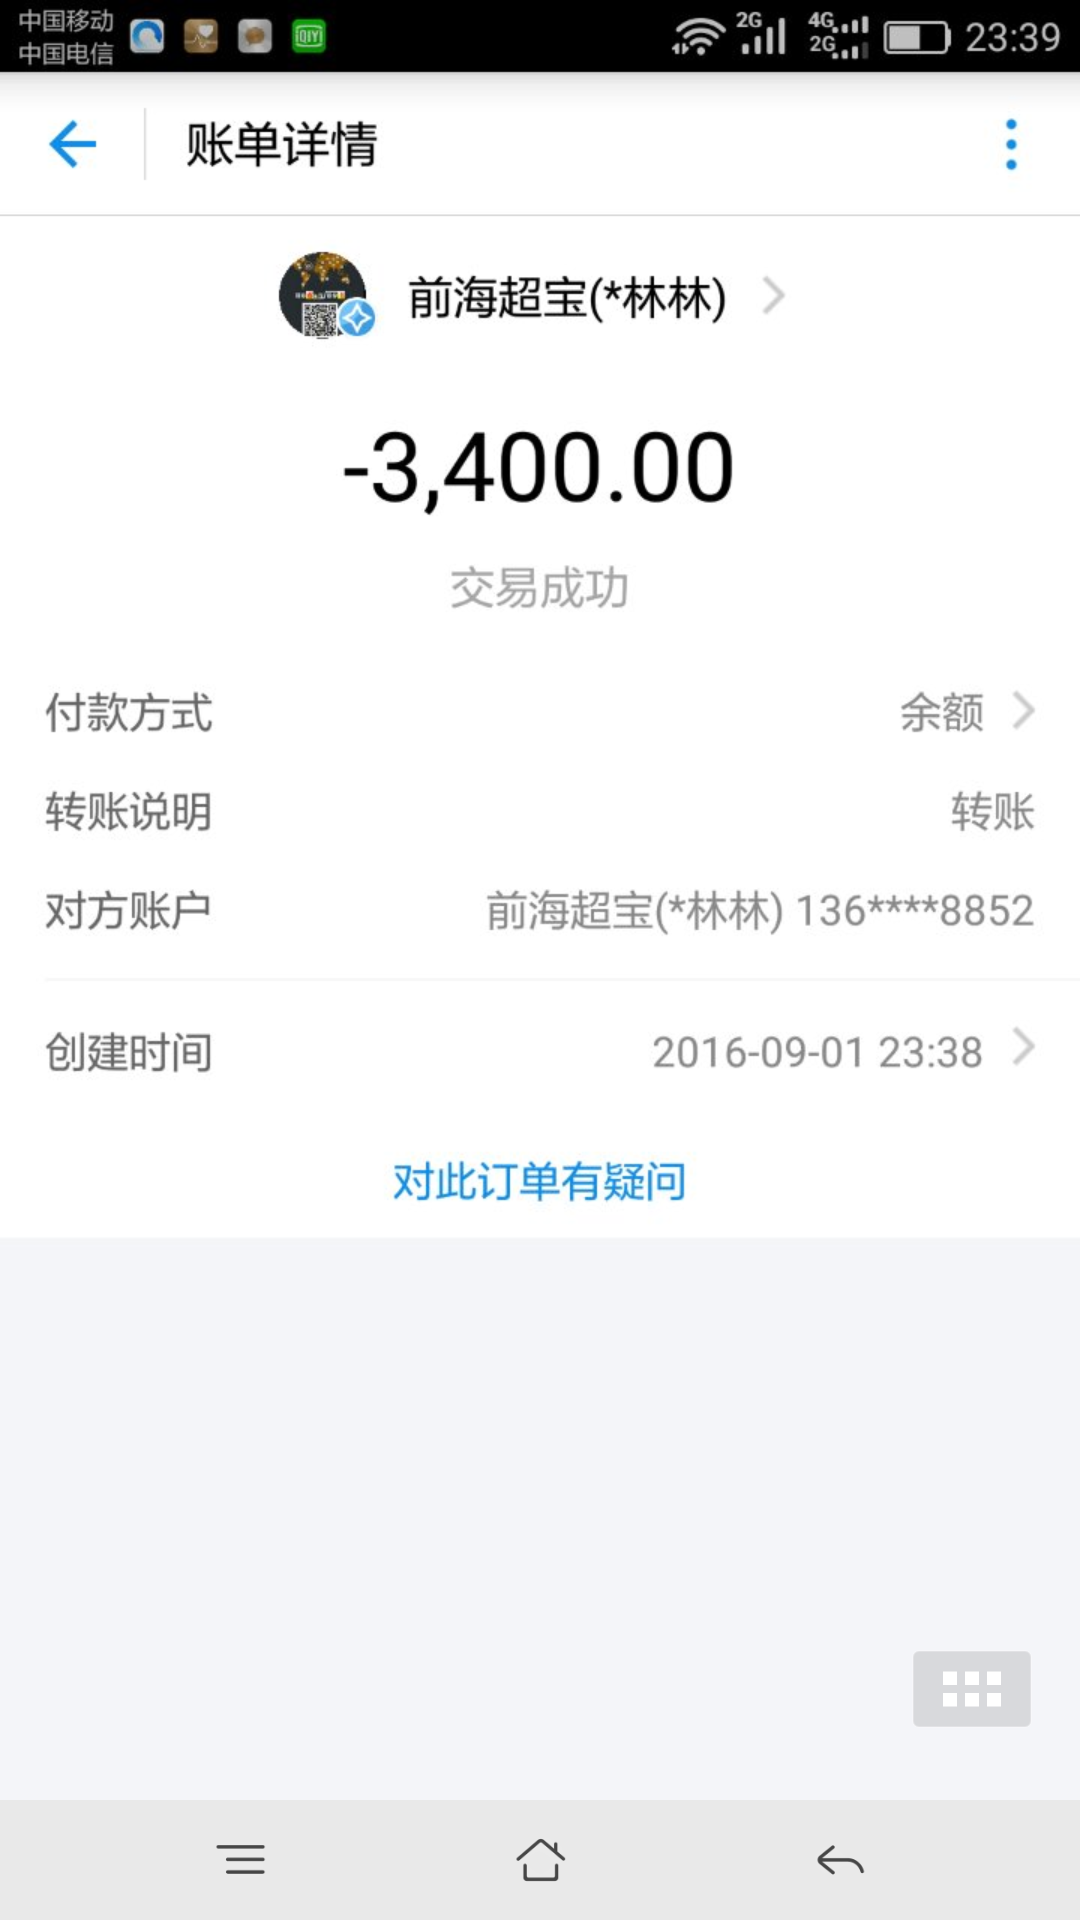 中国移动
中国电信
QIYI
2G
4G
2G
23:39
账单详情
前海超宝(*林林)
-3,400.00
交易成功
付款方式 余额
转账说明 转账
对方账户 前海超宝(*林林) 136****8852
创建时间 2016-09-01 23:38
对此订单有疑问